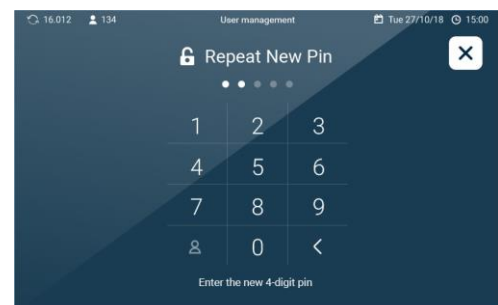 16.012 134 User management Tue 27/10/18 15:00
Repeat New Pin
1 2 3
4 5 6
7 8 9
0 <
Enter the new 4-digit pin